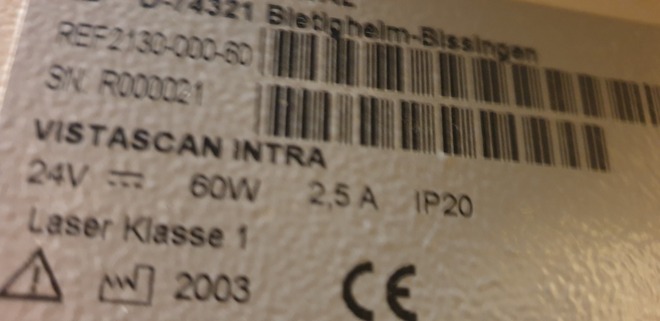 D-74321 Bietigheim-Bissingen
REF2130-000-60
SN R000021
VISTASCAN INTRA
24V 60W 2,5 A IP20
Laser Klasse 1
2003 CE